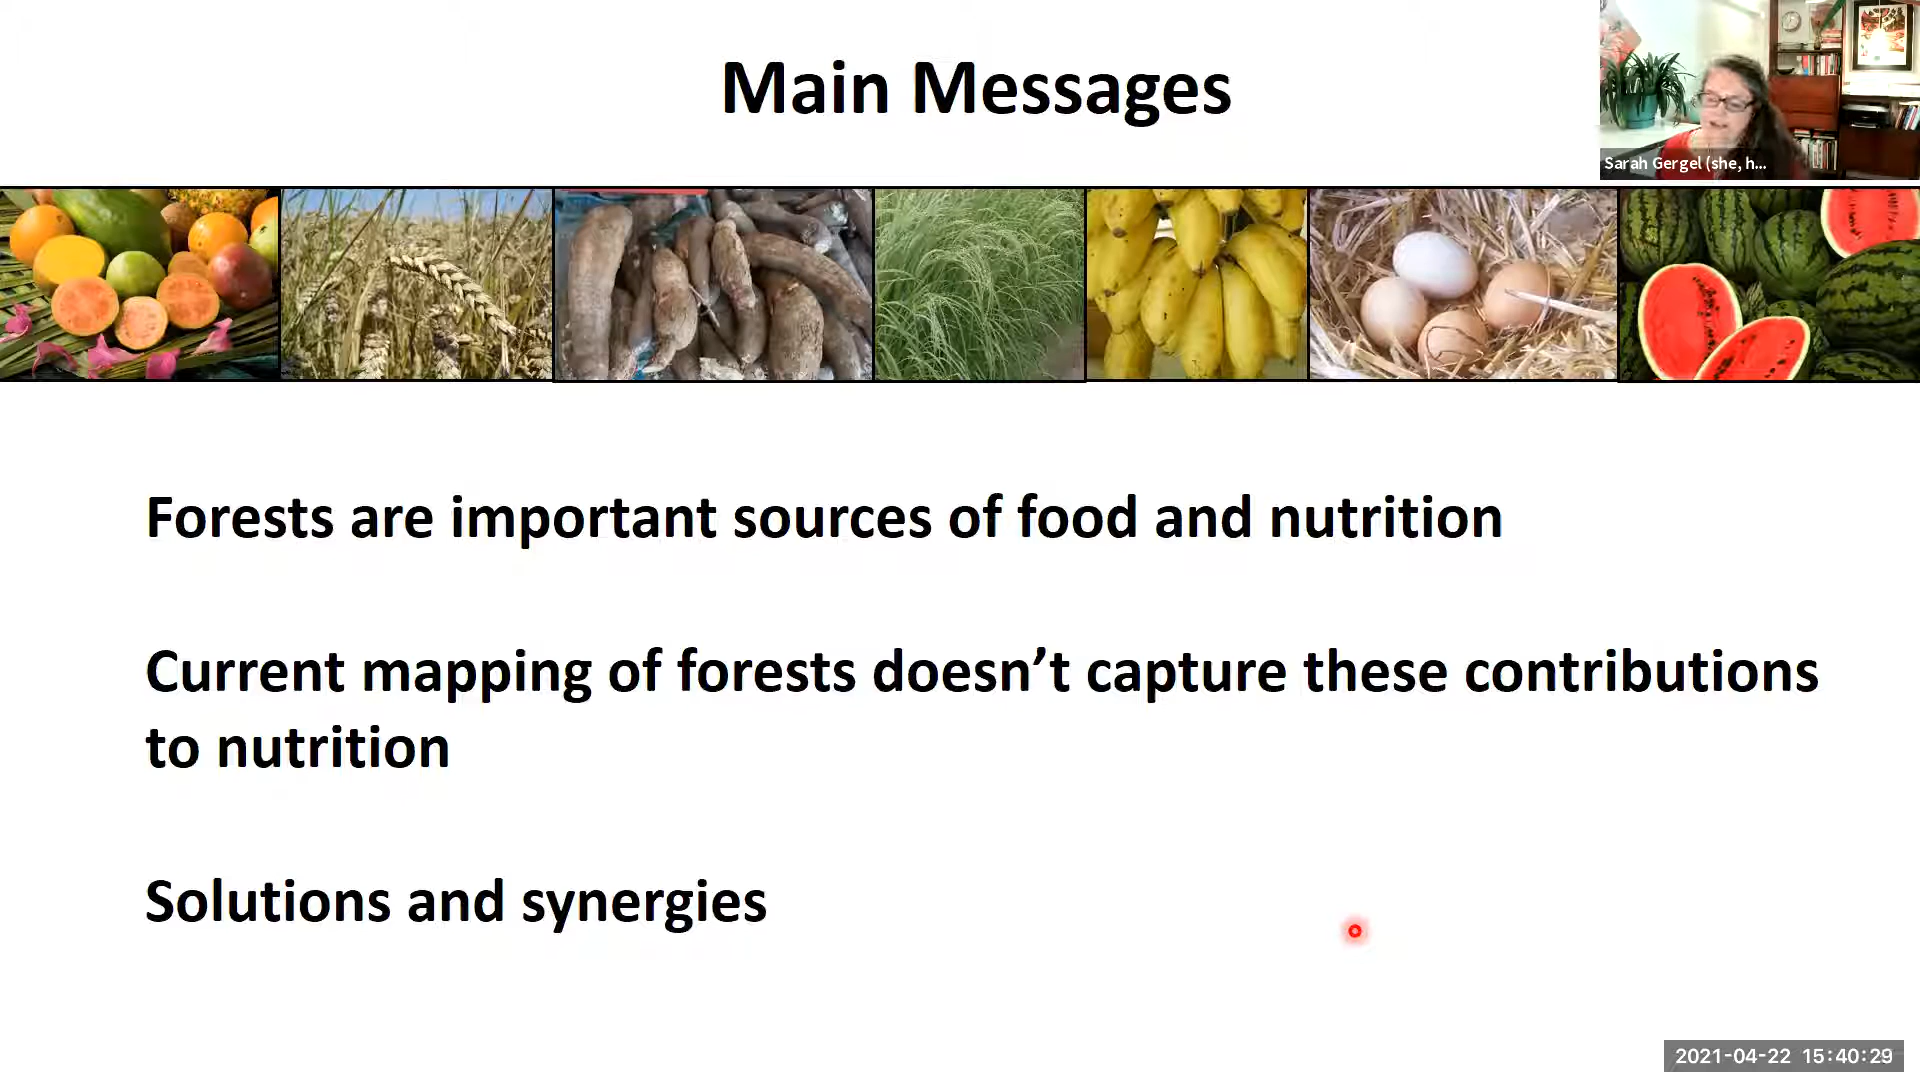 Main Messages
Sarah Gergel (she, h...
Forests are important sources of food and nutrition
Current mapping of forests doesn’t capture these contributions
to nutrition
Solutions and synergies
2021-04-22 15:40:29